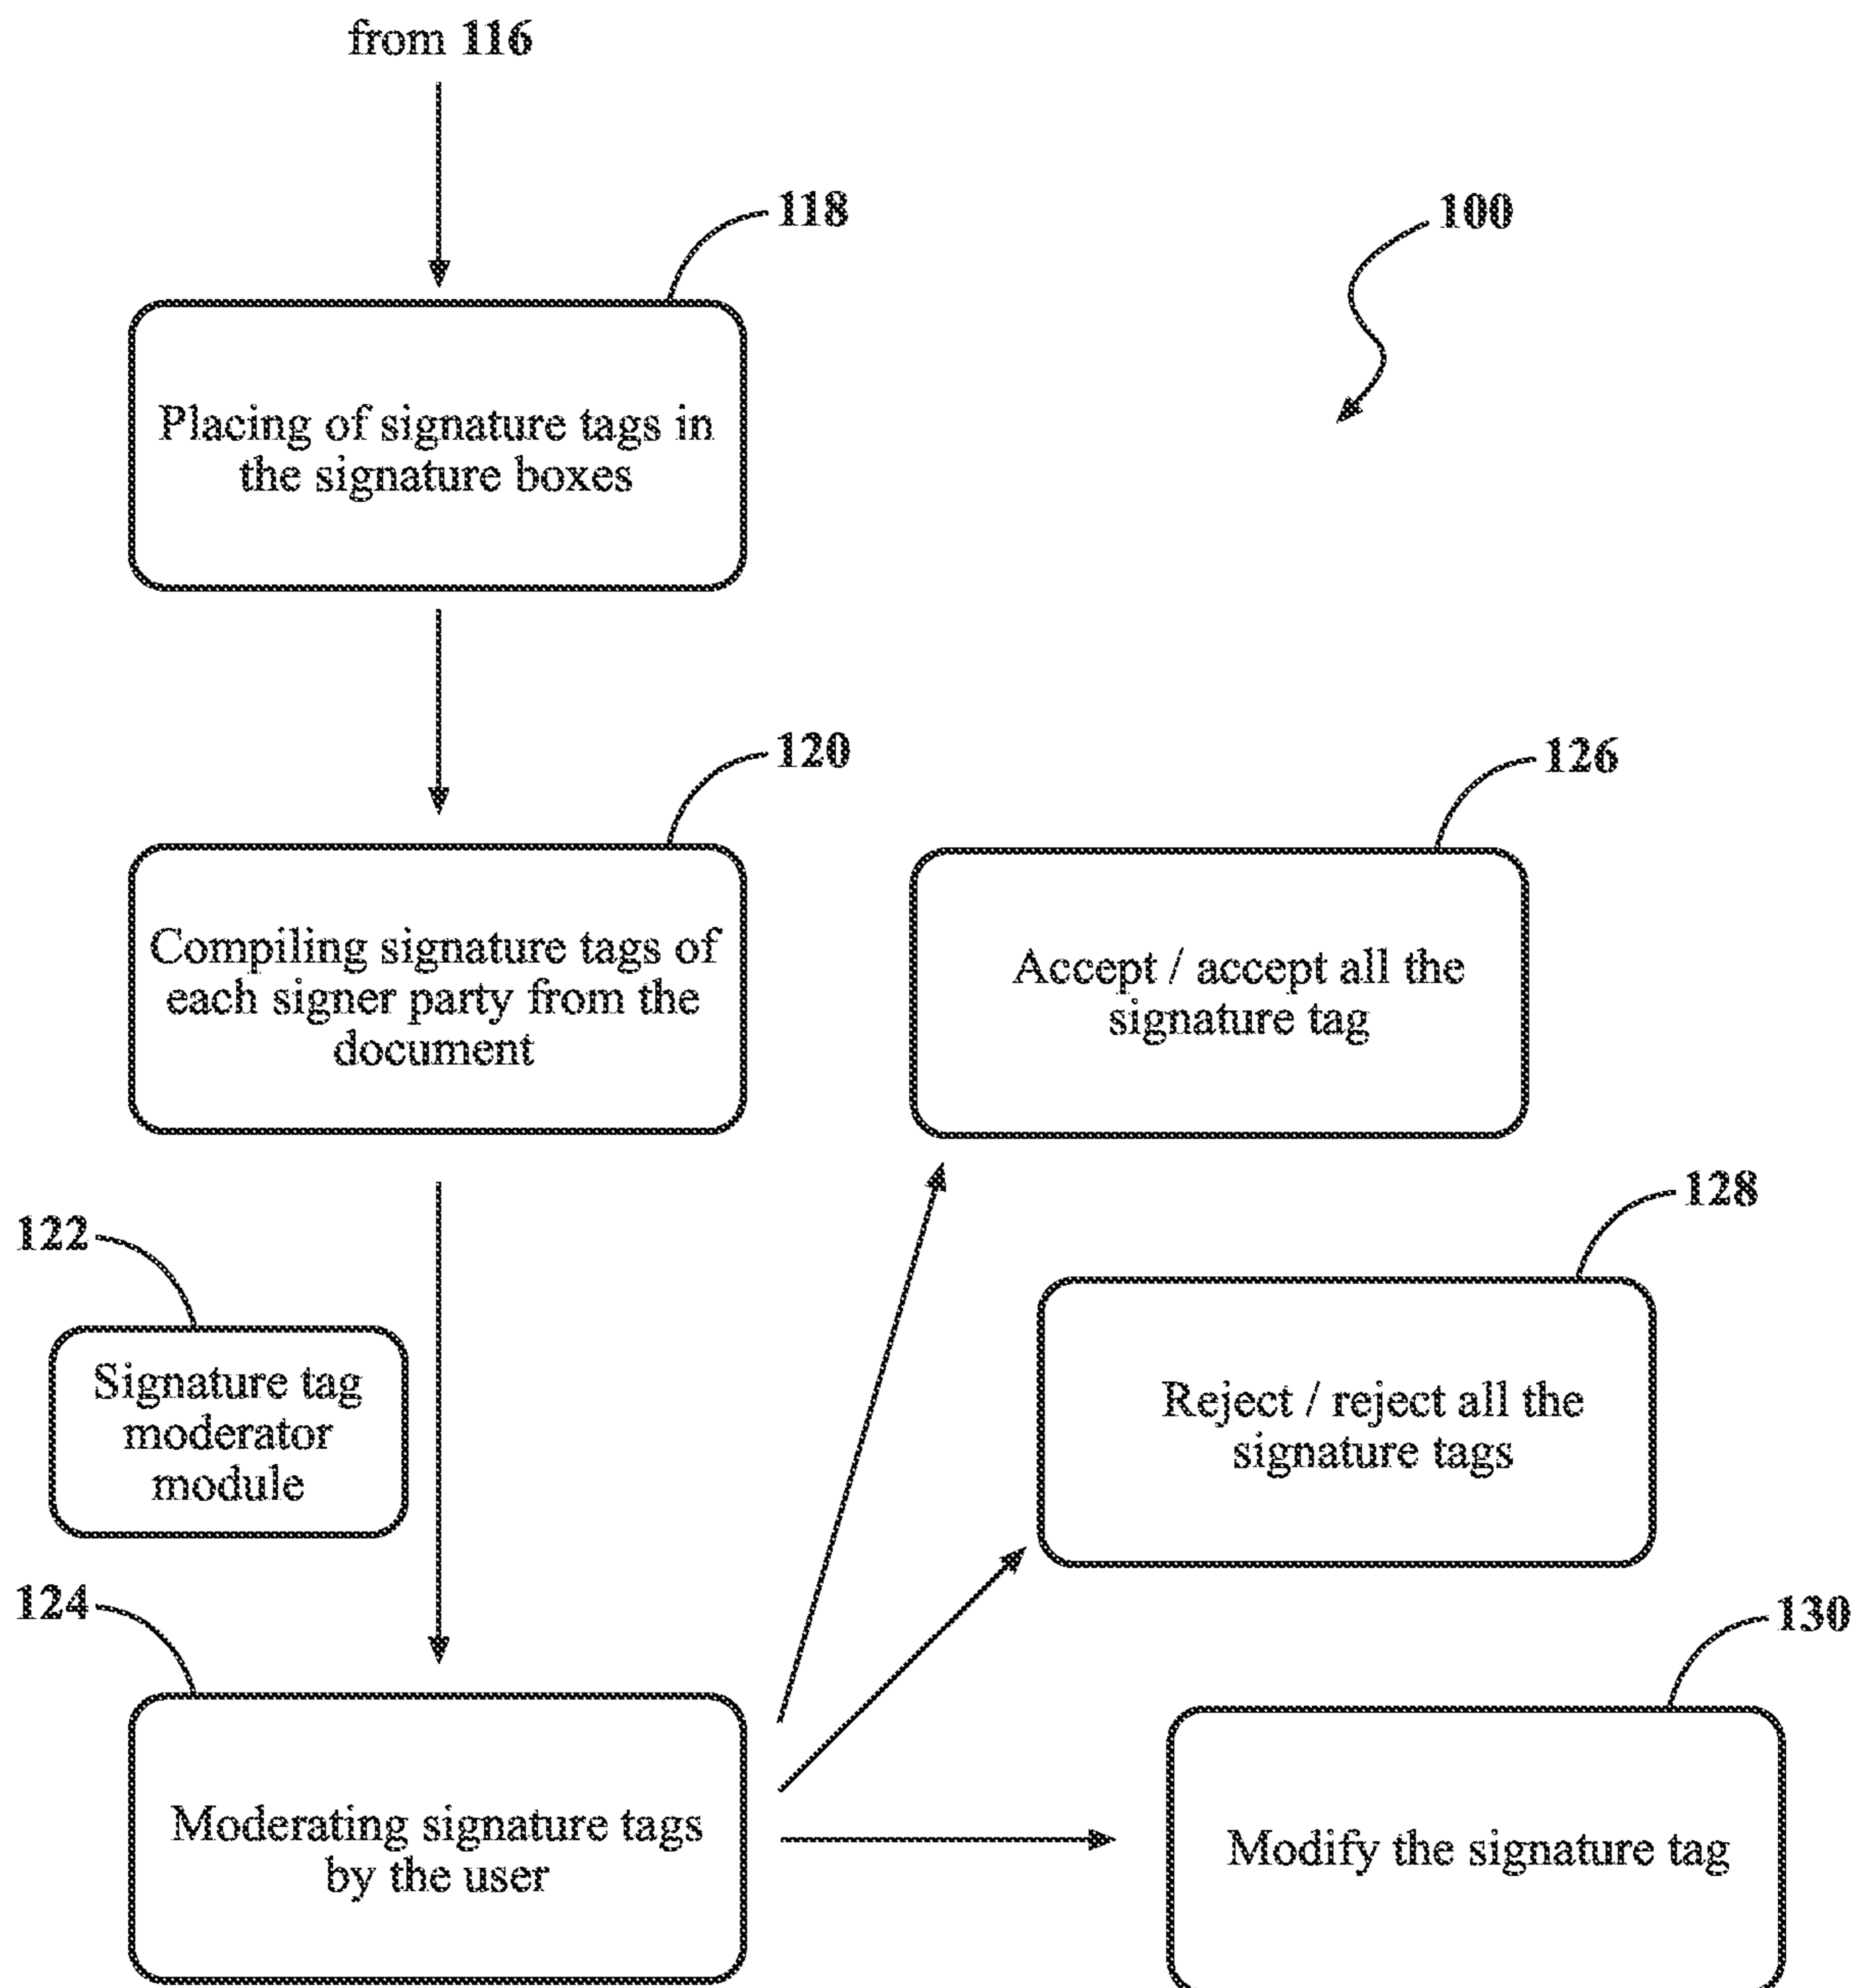 from 116
118
100
Placing of signature tags in
the signature boxes
120
126
Compiling signature tags of
each signer party from the
document
Accept / accept all the
signature tag
128
122
Signature tag
moderator
module
Reject / reject all the
signature tags
124
130
Moderating signature tags
by the user
Modify the signature tag